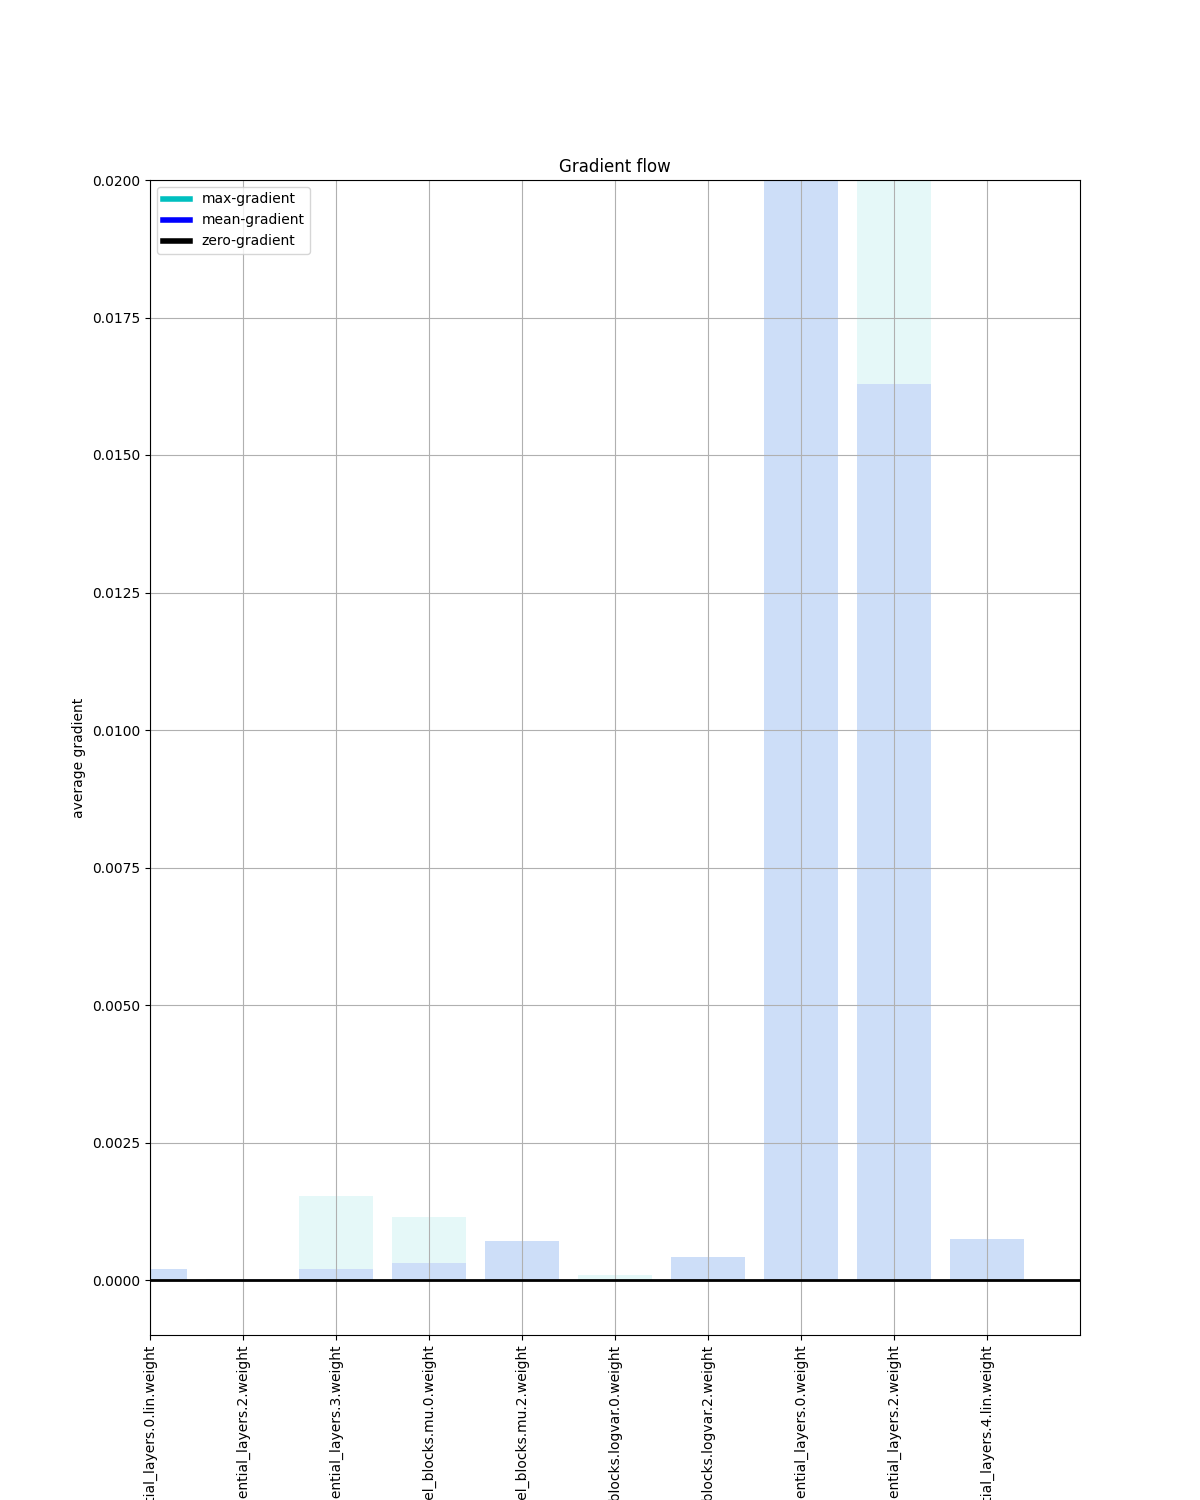 Gradient flow
max-gradient
mean-gradient
zero-gradient
0.0200
0.0175
0.0150
0.0125
0.0100
0.0075
0.0050
0.0025
0.0000
average gradient
tial_layers.0.lin.weight
ential_layers.2.weight
ential_layers.3.weight
el_blocks.mu.0.weight
el_blocks.mu.2.weight
blocks.logvar.0.weight
blocks.logvar.2.weight
ential_layers.0.weight
ential_layers.2.weight
tial_layers.4.lin.weight